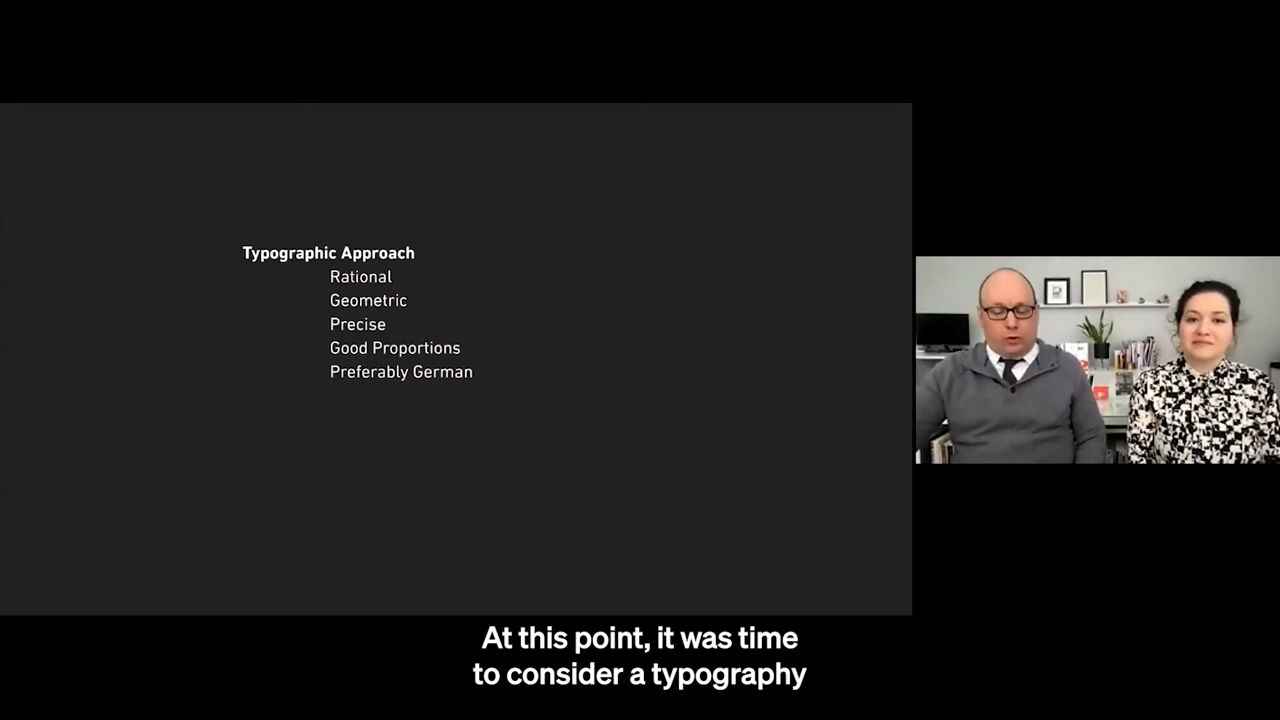 Typographic Approach
Rational
Geometric
Precise
Good Proportions
Preferably German
At this point, it was time
to consider a typography